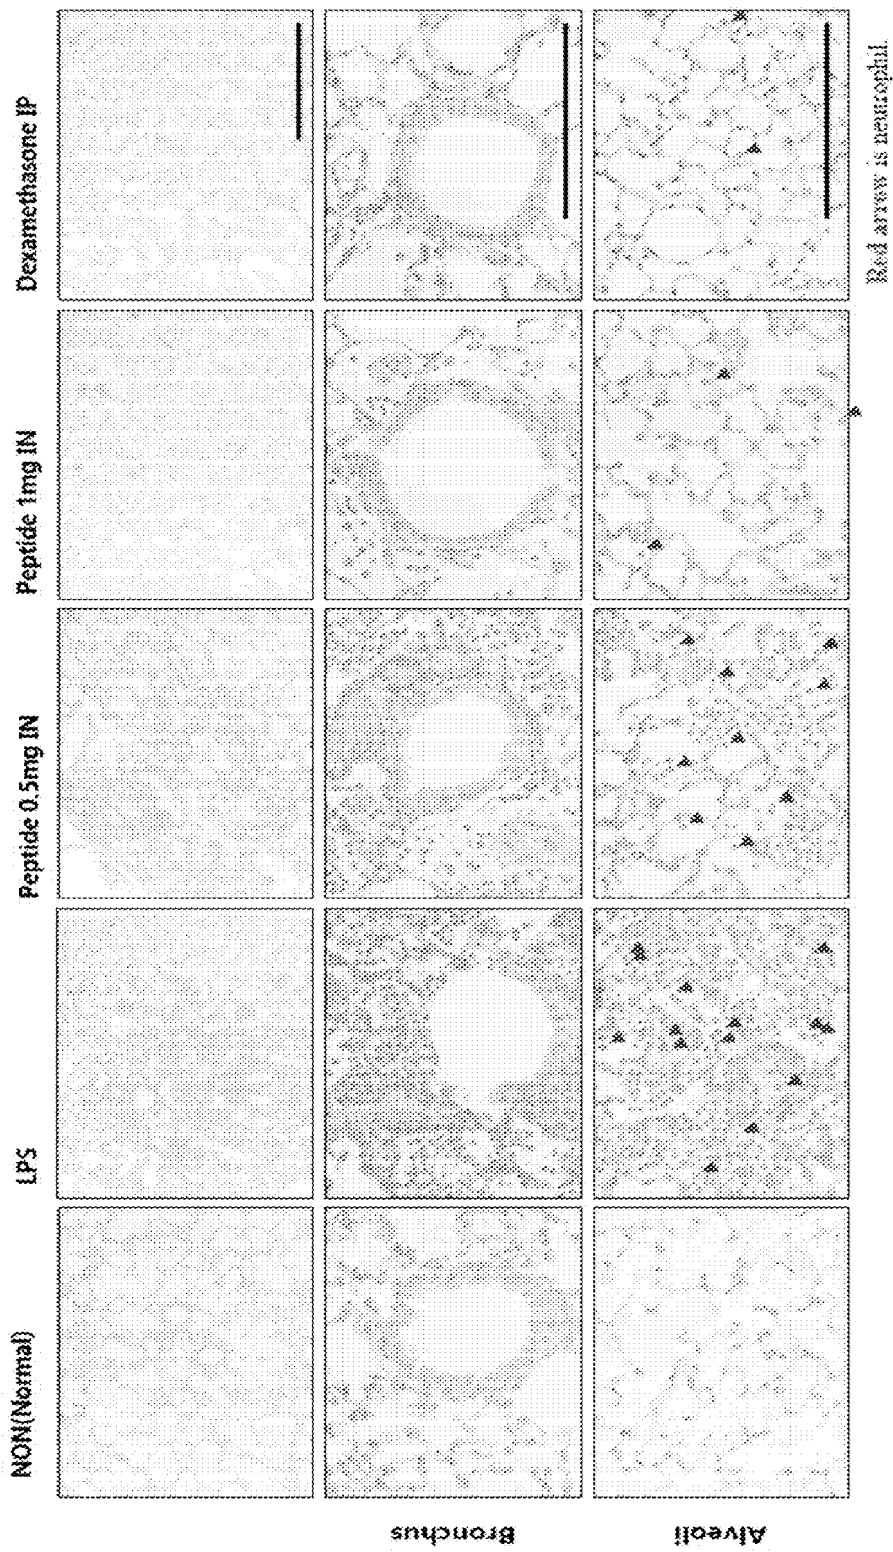 NON(Normal)
LPS
Peptide 0.5mg IN
Peptide 1mg IN
Dexamethasone IP
Bronchus
Alveoli
Red arrow is neutrophil.